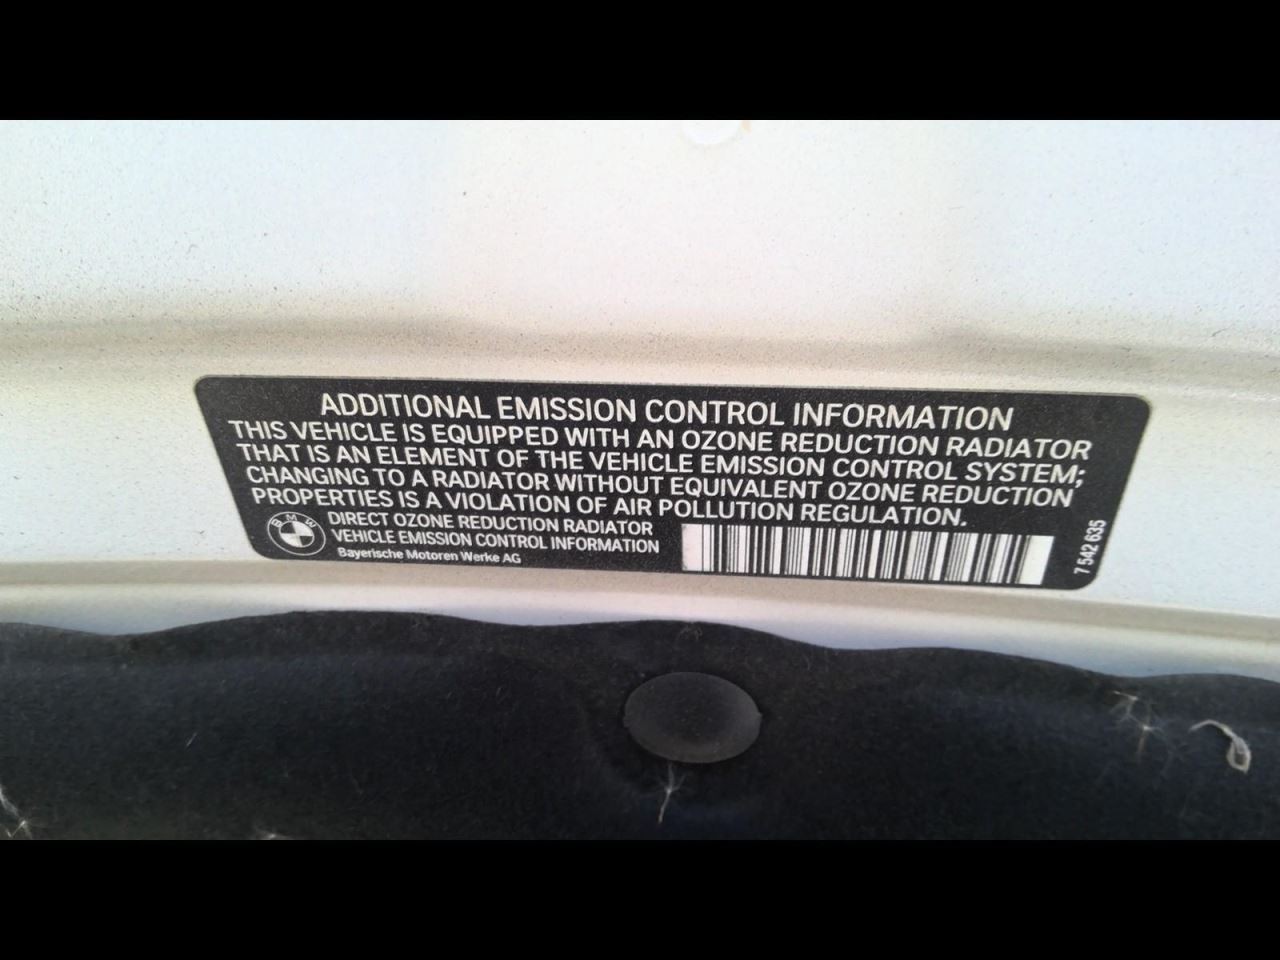 ADDITIONAL EMISSION CONTROL INFORMATION
THIS VEHICLE IS EQUIPPED WITH AN OZONE REDUCTION RADIATOR
THAT IS AN ELEMENT OF THE VEHICLE EMISSION CONTROL SYSTEM;
CHANGING TO A RADIATOR WITHOUT EQUIVALENT OZONE REDUCTION
PROPERTIES IS A VIOLATION OF AIR POLLUTION REGULATION.
BMW
DIRECT OZONE REDUCTION RADIATOR
VEHICLE EMISSION CONTROL INFORMATION
Bayerische Motoren Werke AG
7 542 635